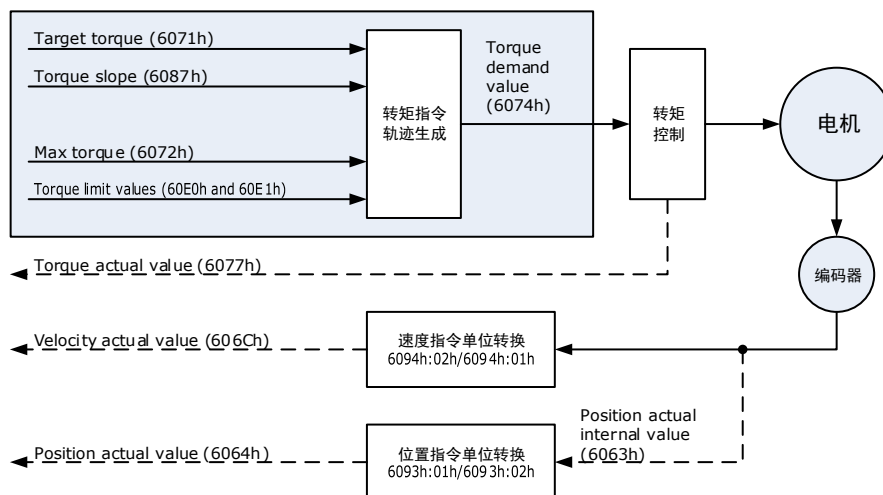 Target torque (6071h)
Torque slope (6087h)
Max torque (6072h)
Torque limit values (60E0h and 60E1h)
转矩指令
轨迹生成
Torque
demand
value
(6074h)
转矩
控制
电机
编码器
Torque actual value (6077h)
Velocity actual value (606Ch)
速度指令单位转换
6094h:02h/6094h:01h
Position actual
internal value
(6063h)
Position actual value (6064h)
位置指令单位转换
6093h:01h/6093h:02h